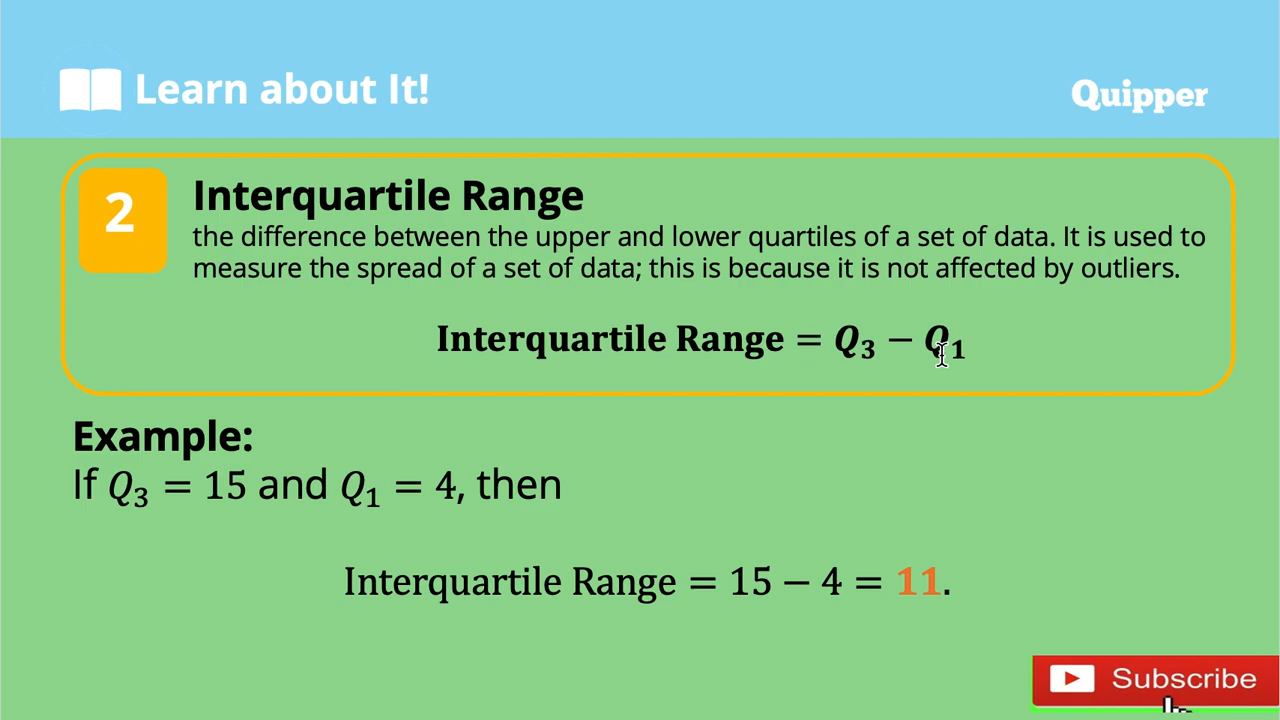 Learn about It!
Quipper
2
Interquartile Range
the difference between the upper and lower quartiles of a set of data. It is used to
measure the spread of a set of data; this is because it is not affected by outliers.
Interquartile Range = Q₃ − Q₁
Example:
If Q₃ = 15 and Q₁ = 4, then
Interquartile Range = 15 − 4 = 11.
Subscribe